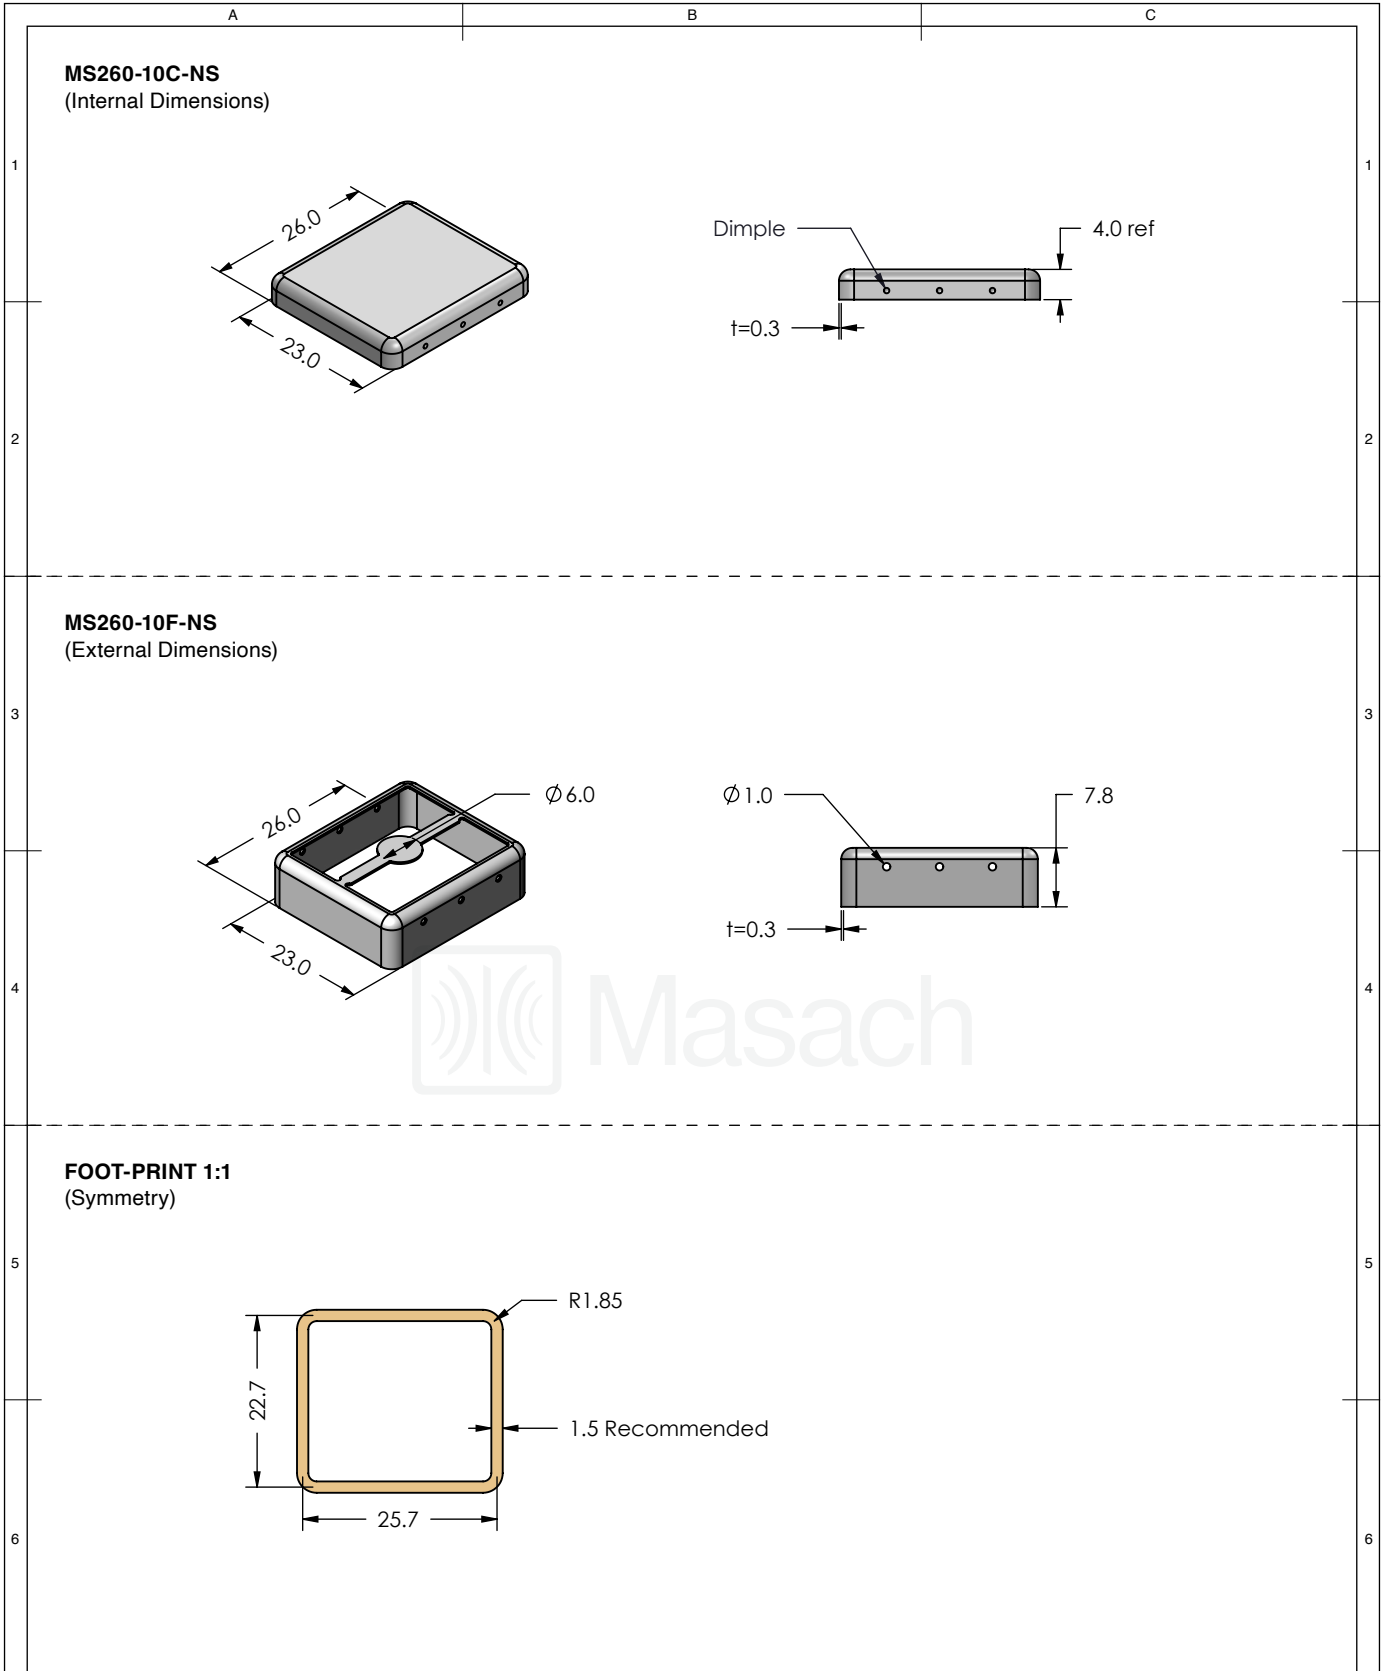 A B C
MS260-10C-NS
(Internal Dimensions)
1 1
26.0
23.0
Dimple
4.0 ref
t=0.3
2 2
MS260-10F-NS
(External Dimensions)
3 3
26.0
Ø6.0
23.0
Ø1.0
7.8
t=0.3
4 4
Masach
FOOT-PRINT 1:1
(Symmetry)
5 5
R1.85
22.7
1.5 Recommended
25.7
6 6